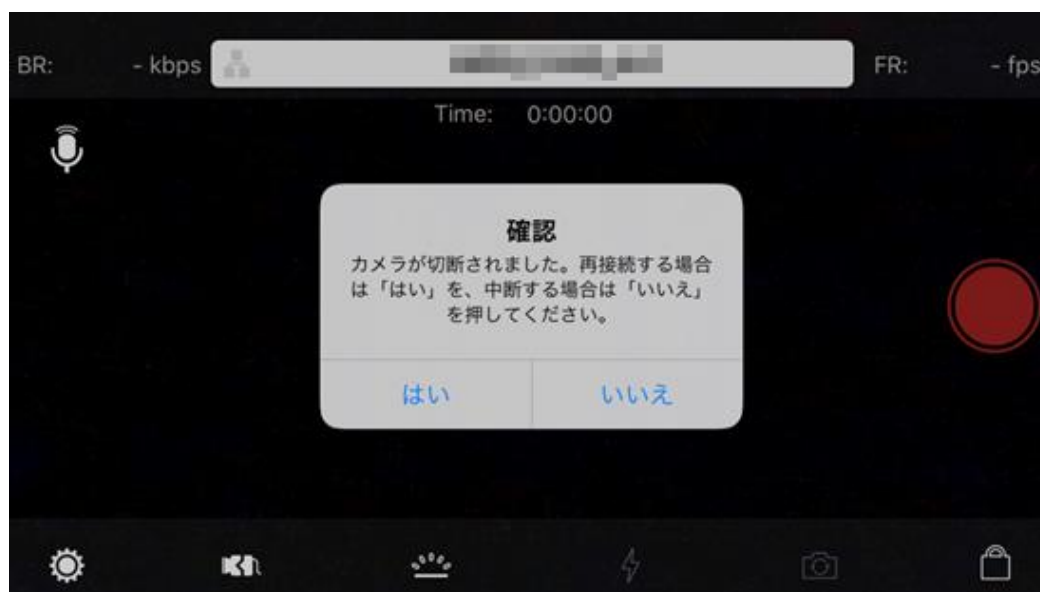 BR: - kbps FR: - fps
Time: 0:00:00
確認
カメラが切断されました。再接続する場合
は「はい」を、中断する場合は「いいえ」
を押してください。
はい いいえ